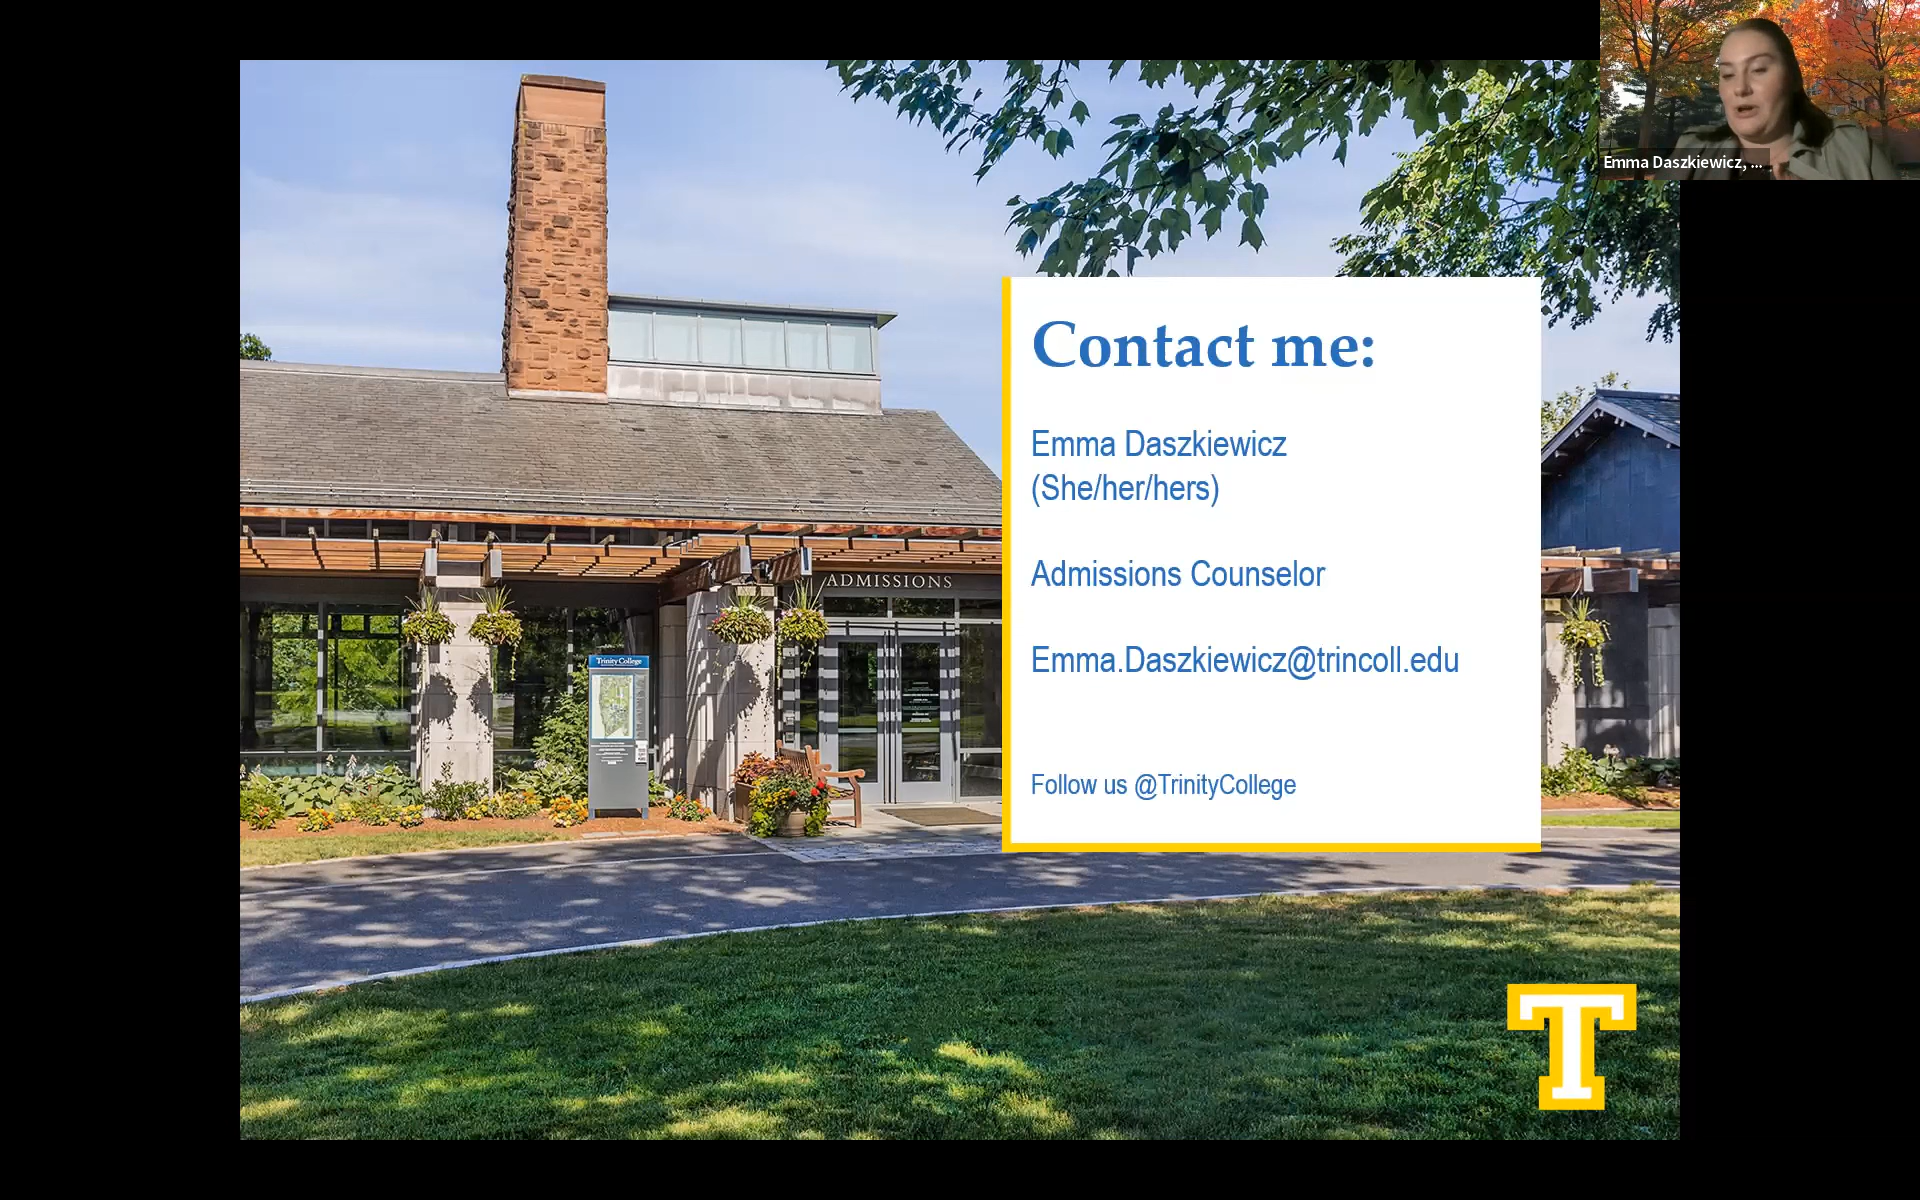 Emma Daszkiewicz, ...
Contact me:
Emma Daszkiewicz
(She/her/hers)
Admissions Counselor
Emma.Daszkiewicz@trincoll.edu
Follow us @TrinityCollege
ADMISSIONS
Trinity College
T